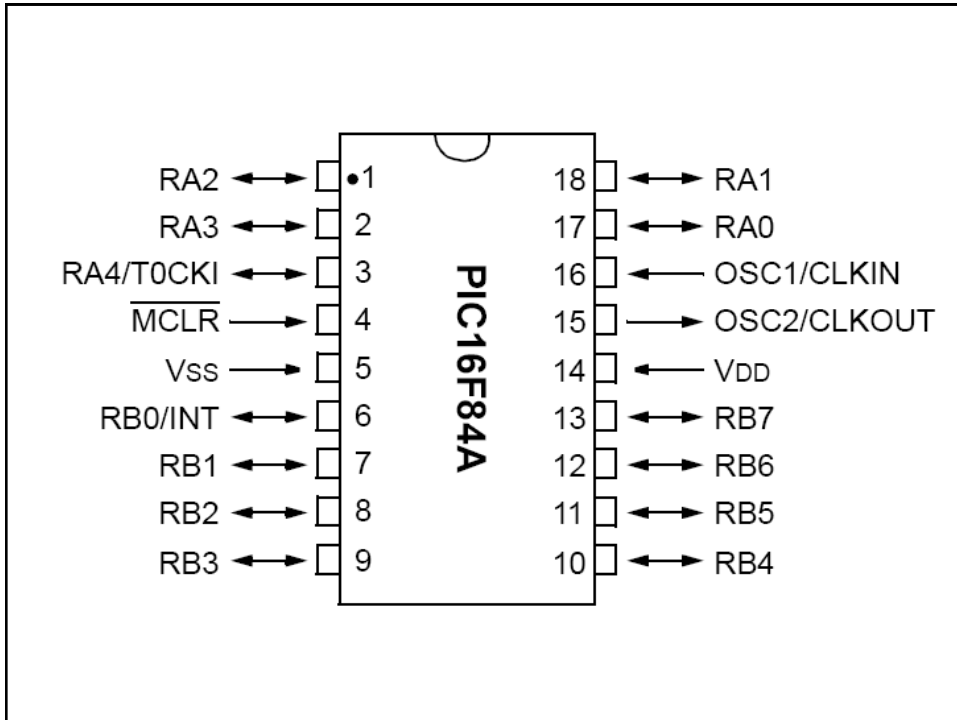 RA2 1 18 RA1
RA3 2 17 RA0
RA4/T0CKI 3 16 OSC1/CLKIN
MCLR 4 15 OSC2/CLKOUT
VSS 5 14 VDD
RB0/INT 6 13 RB7
RB1 7 12 RB6
RB2 8 11 RB5
RB3 9 10 RB4
PIC16F84A